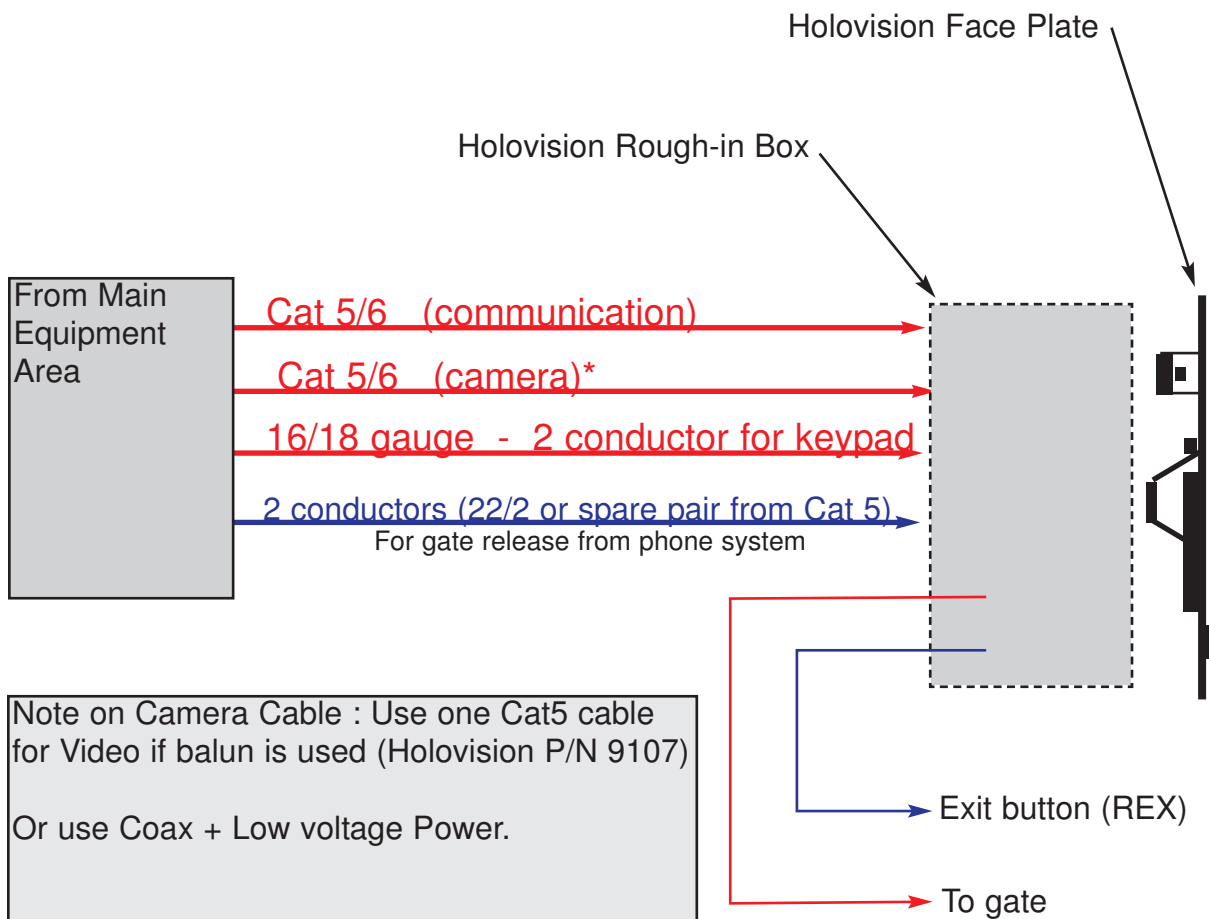 Holovision Face Plate
Holovision Rough-in Box
From Main
Equipment
Area
Cat 5/6 (communication)
Cat 5/6 (camera)*
16/18 gauge - 2 conductor for keypad
2 conductors (22/2 or spare pair from Cat 5)
For gate release from phone system
Note on Camera Cable : Use one Cat5 cable
for Video if balun is used (Holovision P/N 9107)
Or use Coax + Low voltage Power.
Exit button (REX)
To gate